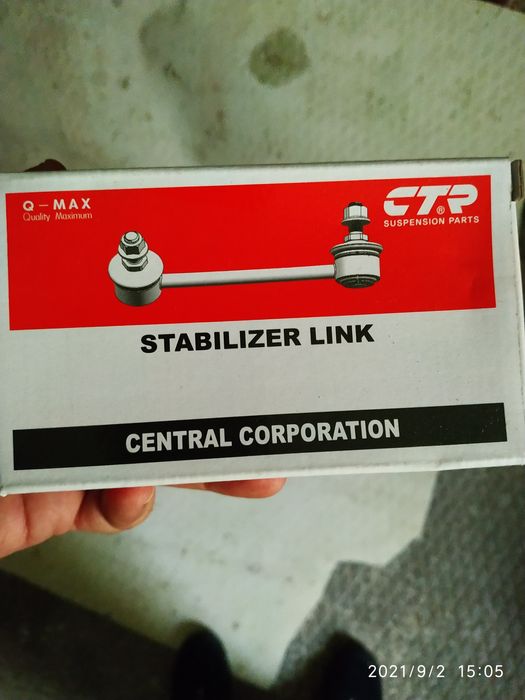 Q-MAX
Quality Maximum
CTR
®
SUSPENSION PARTS
STABILIZER LINK
CENTRAL CORPORATION
2021/9/2 15:05